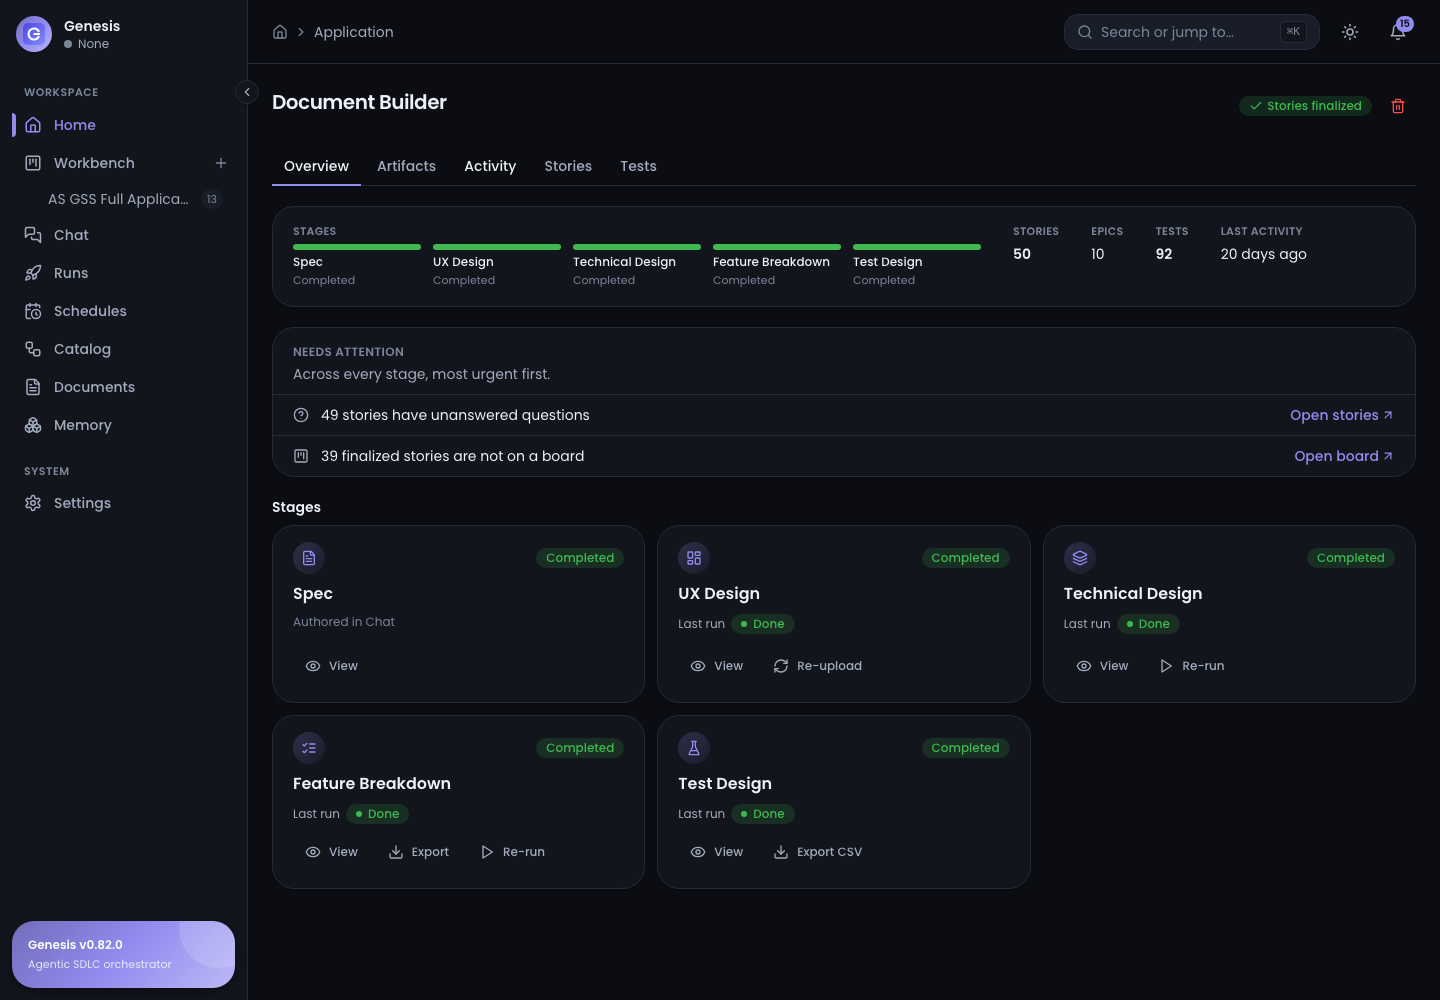 Genesis
None
WORKSPACE
Home
Workbench
AS GSS Full Applica... 13
Chat
Runs
Schedules
Catalog
Documents
Memory
SYSTEM
Settings
Genesis v0.82.0
Agentic SDLC orchestrator
Application
Search or jump to... ⌘K
15
Document Builder
Stories finalized
Overview Artifacts Activity Stories Tests
STAGES
Spec
Completed
UX Design
Completed
Technical Design
Completed
Feature Breakdown
Completed
Test Design
Completed
STORIES
50
EPICS
10
TESTS
92
LAST ACTIVITY
20 days ago
NEEDS ATTENTION
Across every stage, most urgent first.
49 stories have unanswered questions Open stories
39 finalized stories are not on a board Open board
Stages
Completed
Spec
Authored in Chat
View
Completed
UX Design
Last run Done
View Re-upload
Completed
Technical Design
Last run Done
View Re-run
Completed
Feature Breakdown
Last run Done
View Export Re-run
Completed
Test Design
Last run Done
View Export CSV